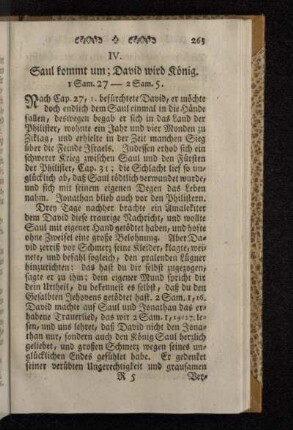 265
IV.
Saul kommt um; David wird König.
1 Sam. 27 — 2 Sam. 5.
Nach Cap. 27, 1. befürchtete David, er möchte
doch endlich dem Saul einmal in die Hände
fallen, deswegen begab er sich in das Land der
Philister, wohnte ein Jahr und vier Monden zu
Ziklag, und erhielte in der Zeit manchen Sieg
über die Feinde Israels. Indessen erhub sich ein
schwerer Krieg zwischen Saul und den Fürsten
der Philister, Cap. 31; die Schlacht lief so un-
glücklich ab, daß Saul tödtlich verwundet wurde,
und sich mit seinem eigenen Degen das Leben
nahm. Jonathan blieb auch vor den Philistern.
Drey Tage nachher brachte ein Amalekiter
dem David diese traurige Nachricht, und wollte
Saul mit eigener Hand getödtet haben, und hofte
ohne Zweifel eine große Belohnung. Aber Da-
vid zerriß vor Schmerz seine Kleider, klagte, wei-
nete, und befahl sogleich, den pralenden Lügner
hinzurichten: das hast du dir selbst zugezogen,
sagte er zu ihm; dein eigener Mund spricht dir
dein Urtheil, du bekennest es selbst, daß du den
Gesalbten Jehovens getödtet hast. 2 Sam. 1, 16.
David machte auf Saul und Jonathan das er-
habene Trauerlied, das wir 2 Sam. 1, 19:27. le-
sen, und uns lehret, daß David nicht den Jona-
than nur, sondern auch den König Saul herzlich
geliebet, und großen Schmerz wegen seines un-
glücklichen Endes gefühlet habe. Er gedenket
seiner verübten Ungerechtigkeit und grausamen
R 5 Ver-